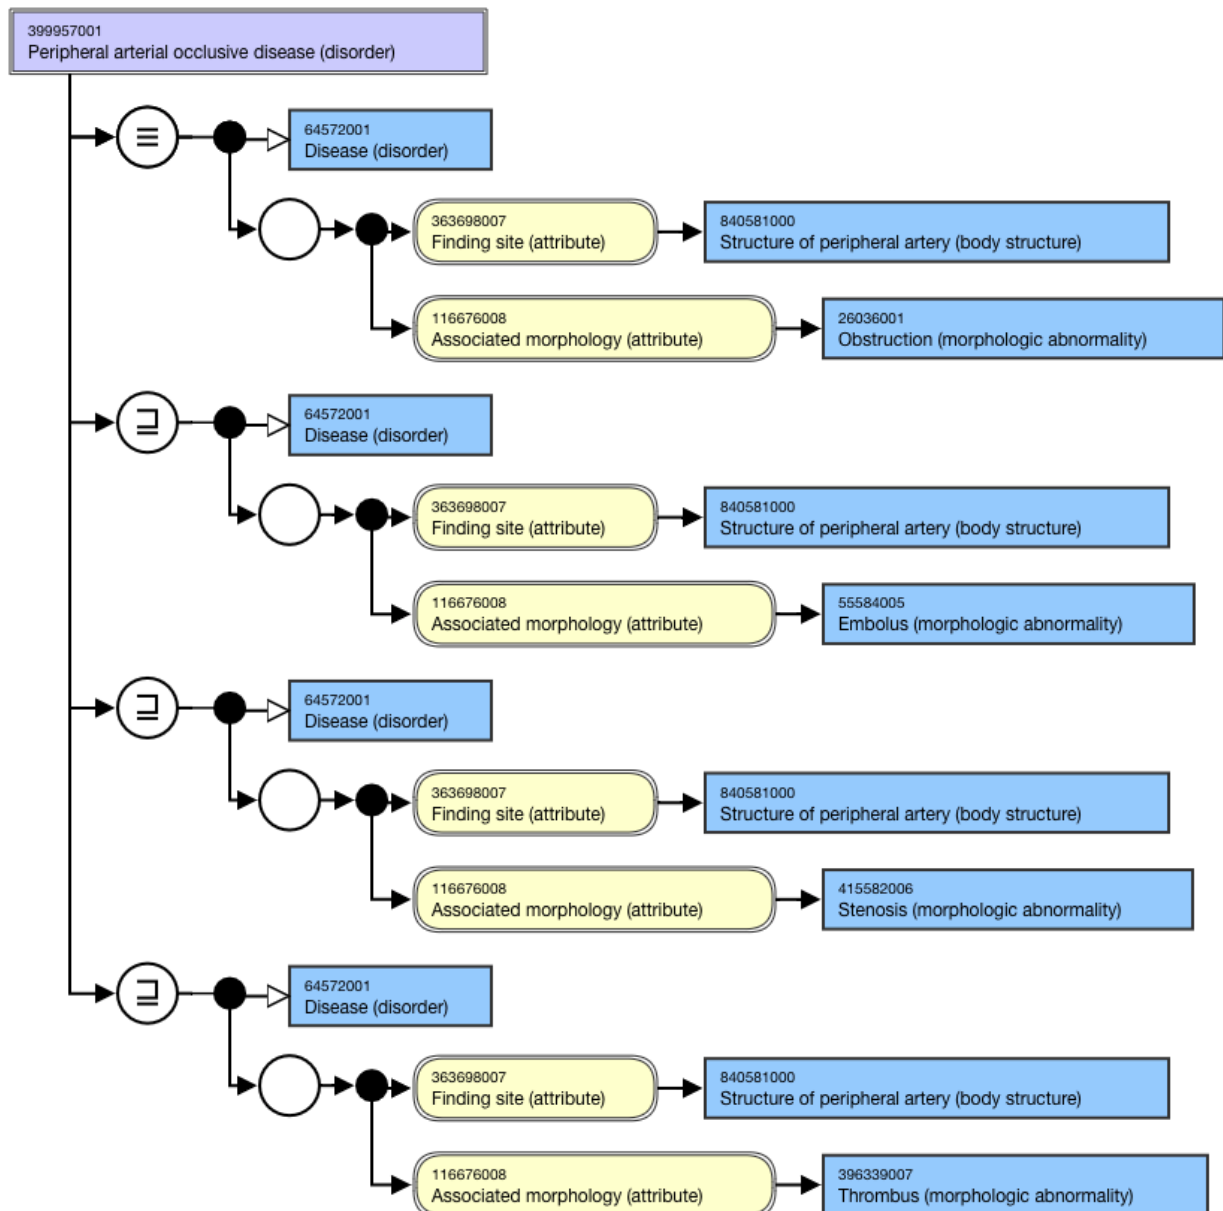 399957001
Peripheral arterial occlusive disease (disorder)
≡
64572001
Disease (disorder)
363698007
Finding site (attribute)
840581000
Structure of peripheral artery (body structure)
116676008
Associated morphology (attribute)
26036001
Obstruction (morphologic abnormality)
⊒
64572001
Disease (disorder)
363698007
Finding site (attribute)
840581000
Structure of peripheral artery (body structure)
116676008
Associated morphology (attribute)
55584005
Embolus (morphologic abnormality)
⊒
64572001
Disease (disorder)
363698007
Finding site (attribute)
840581000
Structure of peripheral artery (body structure)
116676008
Associated morphology (attribute)
415582006
Stenosis (morphologic abnormality)
⊒
64572001
Disease (disorder)
363698007
Finding site (attribute)
840581000
Structure of peripheral artery (body structure)
116676008
Associated morphology (attribute)
396339007
Thrombus (morphologic abnormality)